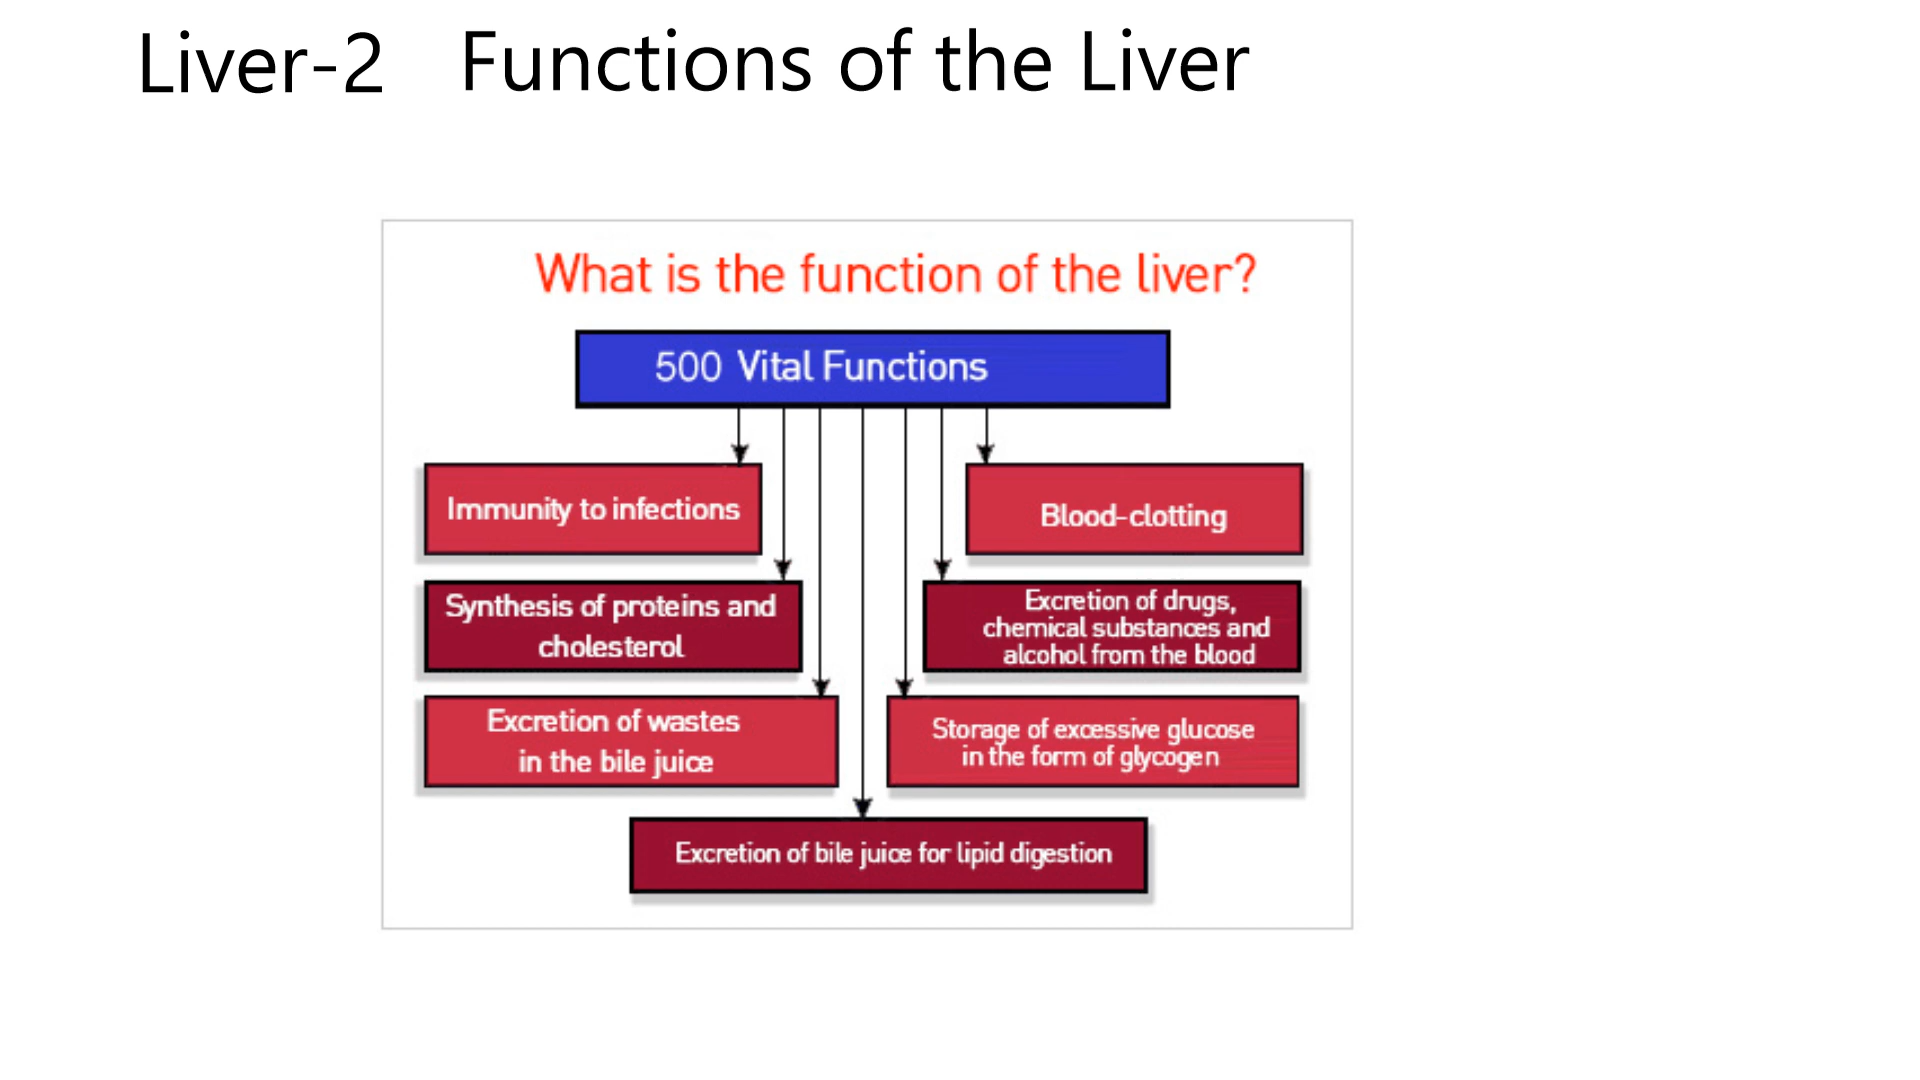 Liver-2 Functions of the Liver
What is the function of the liver?
500 Vital Functions
Immunity to infections
Blood-clotting
Synthesis of proteins and
cholesterol
Excretion of drugs,
chemical substances and
alcohol from the blood
Excretion of wastes
in the bile juice
Storage of excessive glucose
in the form of glycogen
Excretion of bile juice for lipid digestion